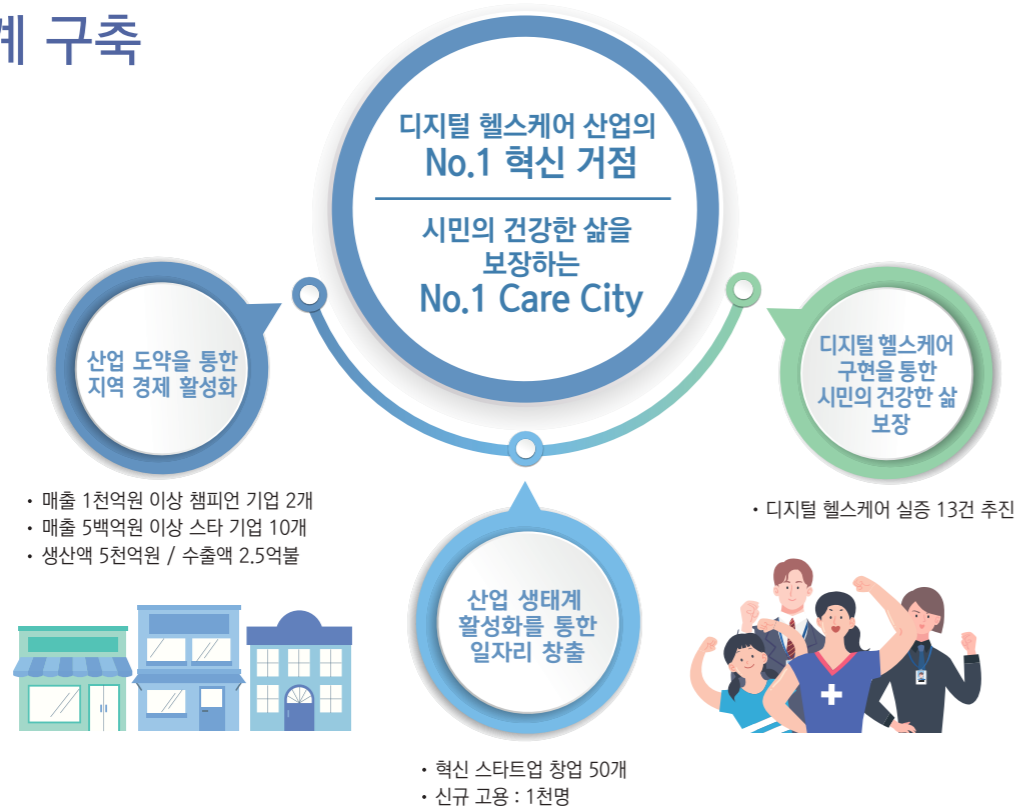 계 구축
디지털 헬스케어 산업의
No.1 혁신 거점
시민의 건강한 삶을
보장하는
No.1 Care City
산업 도약을 통한
지역 경제 활성화
• 매출 1천억원 이상 챔피언 기업 2개
• 매출 5백억원 이상 스타 기업 10개
• 생산액 5천억원 / 수출액 2.5억불
산업 생태계
활성화를 통한
일자리 창출
• 혁신 스타트업 창업 50개
• 신규 고용 : 1천명
디지털 헬스케어
구현을 통한
시민의 건강한 삶
보장
• 디지털 헬스케어 실증 13건 추진